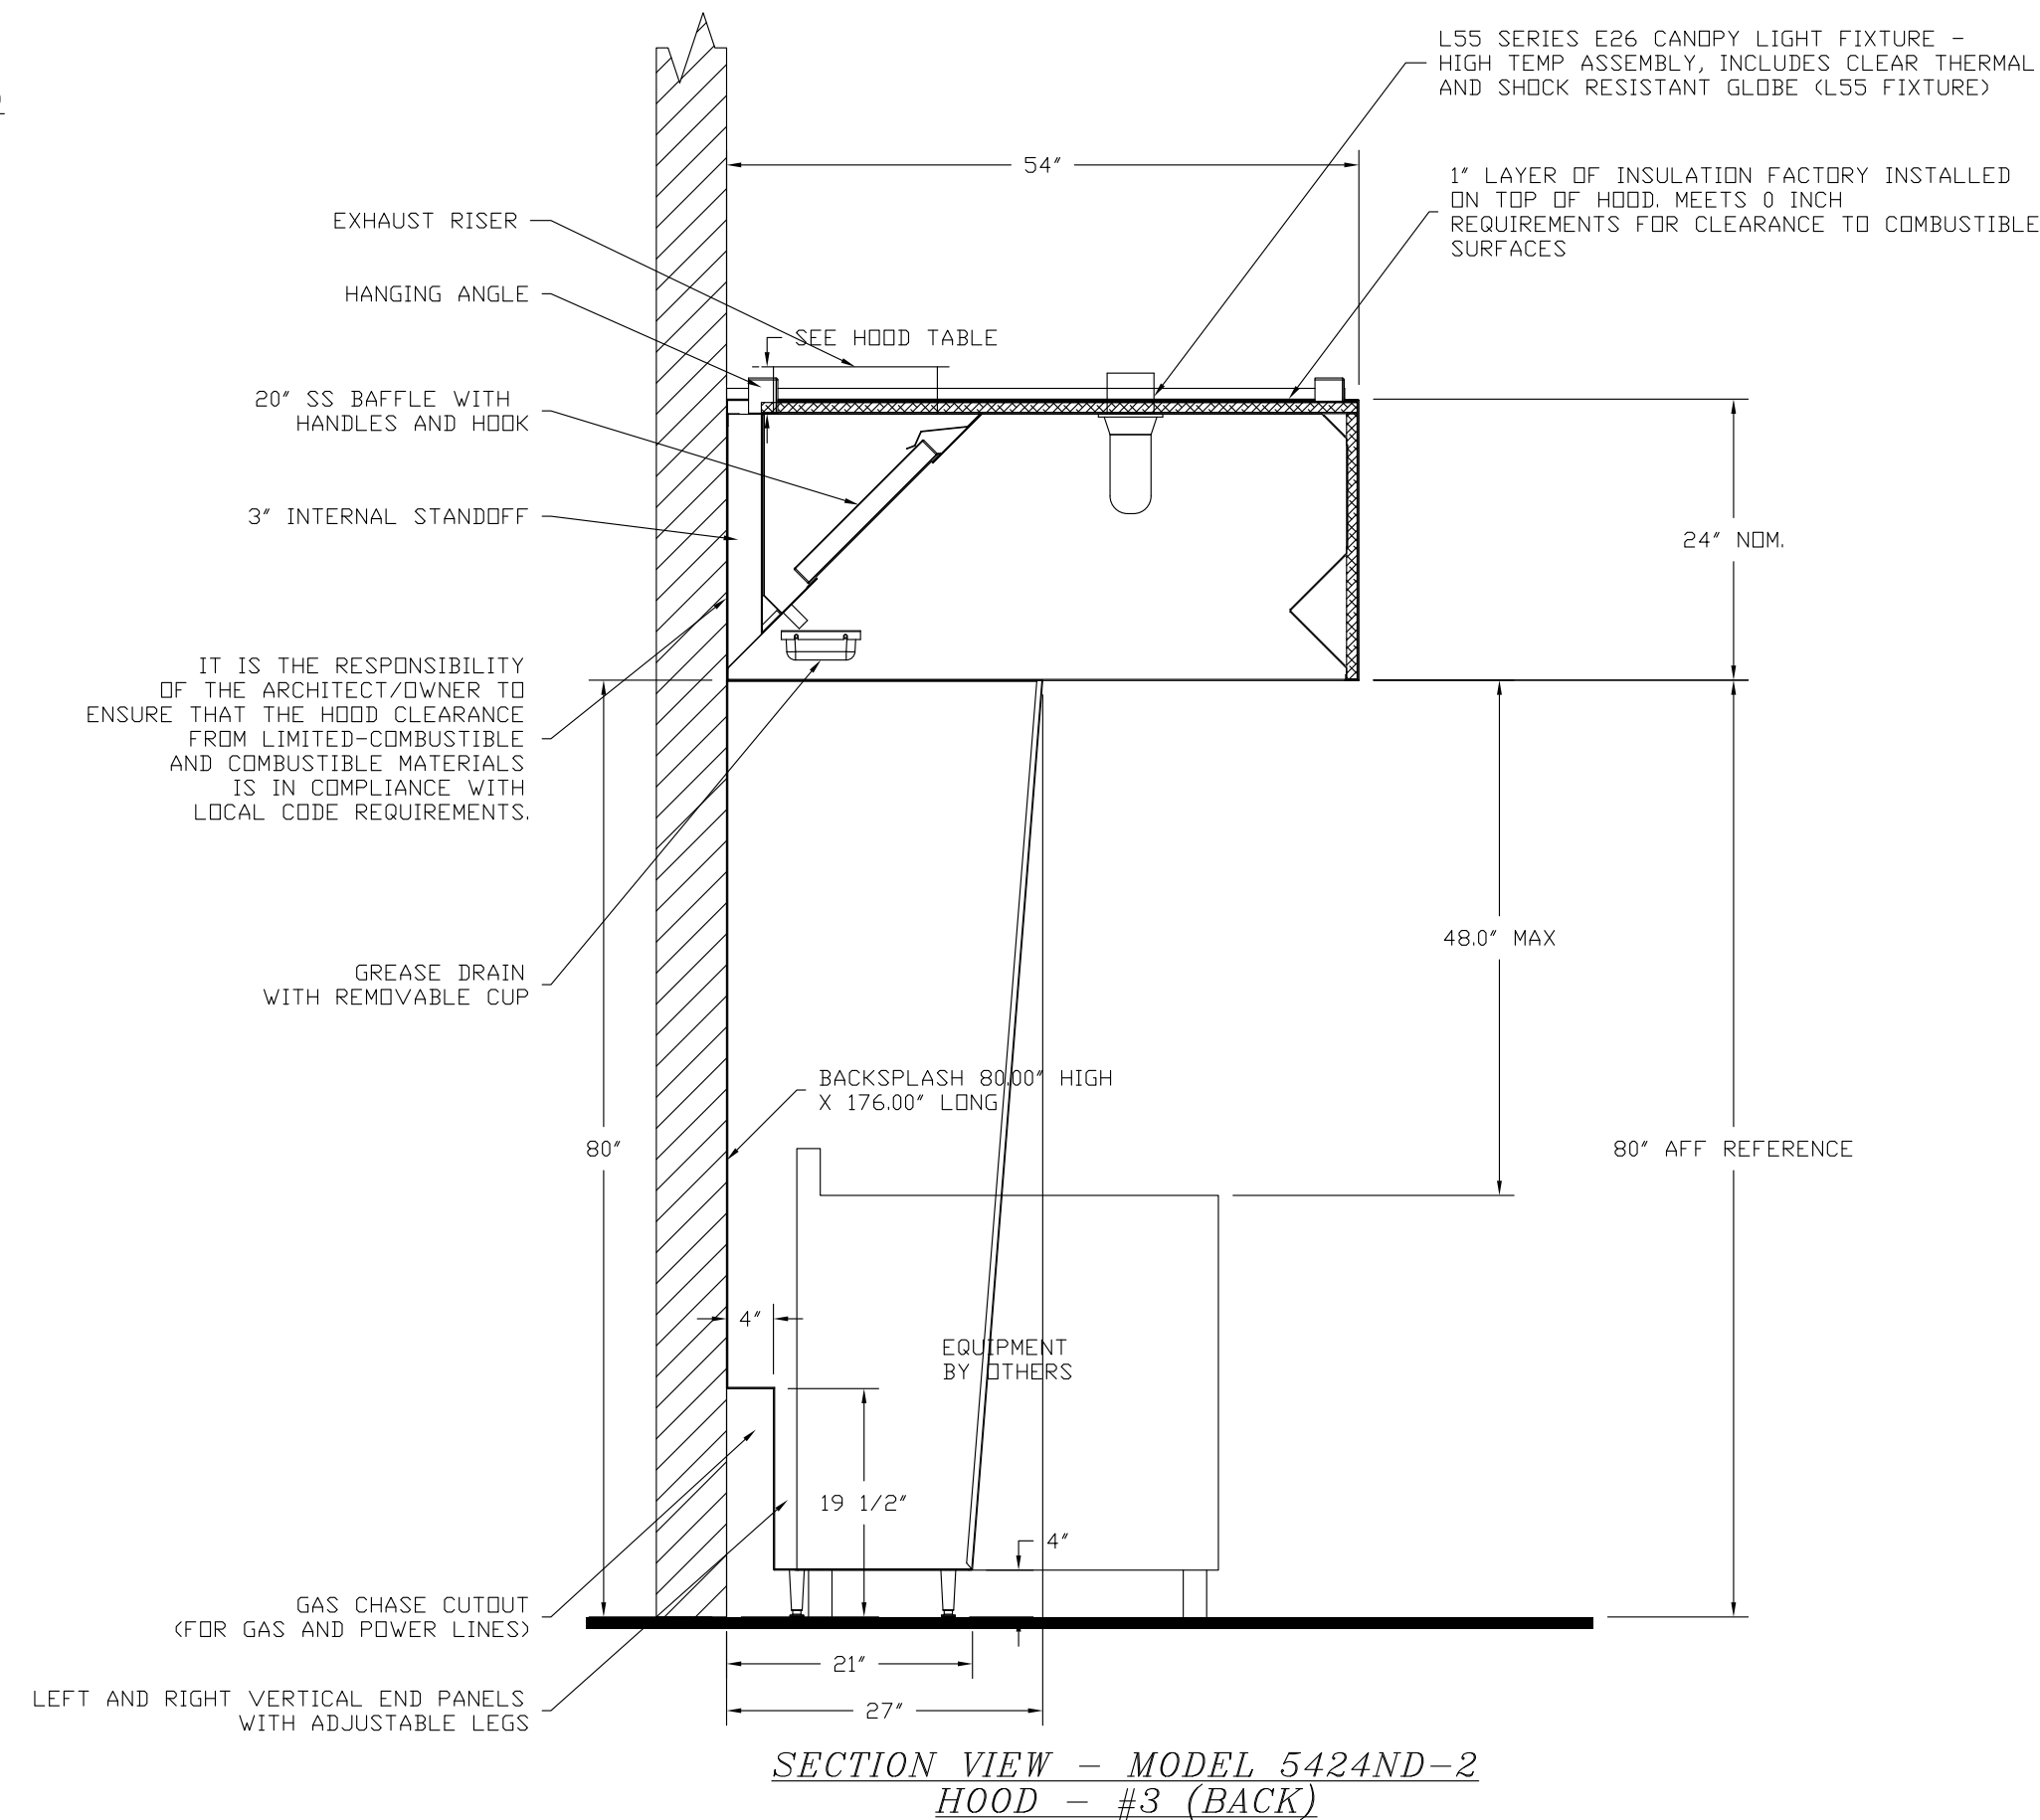 L55 SERIES E26 CANOPY LIGHT FIXTURE -
HIGH TEMP ASSEMBLY, INCLUDES CLEAR THERMAL
AND SHOCK RESISTANT GLOBE (L55 FIXTURE)
54"
1" LAYER OF INSULATION FACTORY INSTALLED
ON TOP OF HOOD. MEETS 0 INCH
REQUIREMENTS FOR CLEARANCE TO COMBUSTIBLE
SURFACES
EXHAUST RISER
HANGING ANGLE
SEE HOOD TABLE
20" SS BAFFLE WITH
HANDLES AND HOOK
3" INTERNAL STANDOFF
24" NOM.
IT IS THE RESPONSIBILITY
OF THE ARCHITECT/OWNER TO
ENSURE THAT THE HOOD CLEARANCE
FROM LIMITED-COMBUSTIBLE
AND COMBUSTIBLE MATERIALS
IS IN COMPLIANCE WITH
LOCAL CODE REQUIREMENTS.
48.0" MAX
GREASE DRAIN
WITH REMOVABLE CUP
BACKSPLASH 80.00" HIGH
X 176.00" LONG
80"
80" AFF REFERENCE
4"
EQUIPMENT
BY OTHERS
19 1/2"
4"
GAS CHASE CUTOUT
(FOR GAS AND POWER LINES)
21"
LEFT AND RIGHT VERTICAL END PANELS
WITH ADJUSTABLE LEGS
27"
SECTION VIEW - MODEL 5424ND-2
HOOD - #3 (BACK)